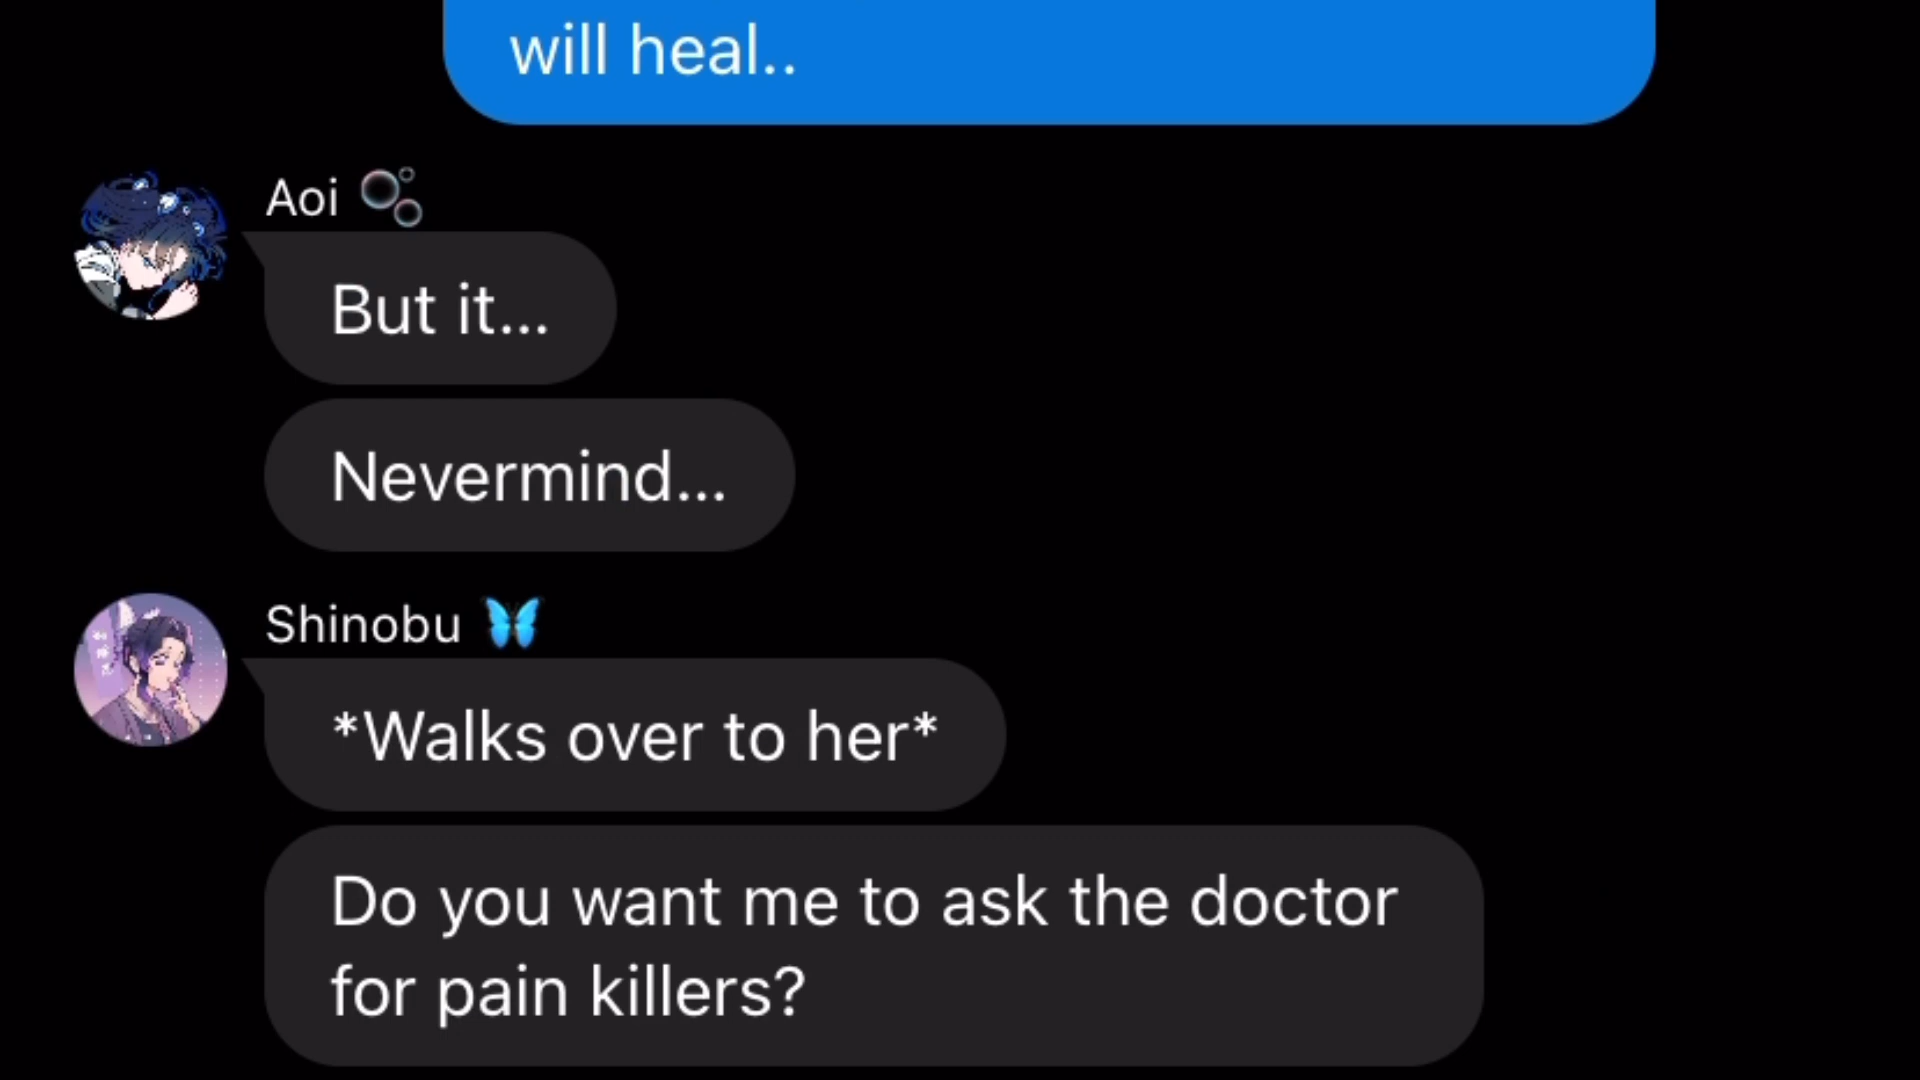 will heal..
Aoi 🫧
But it...
Nevermind...
Shinobu 🦋
*Walks over to her*
Do you want me to ask the doctor
for pain killers?